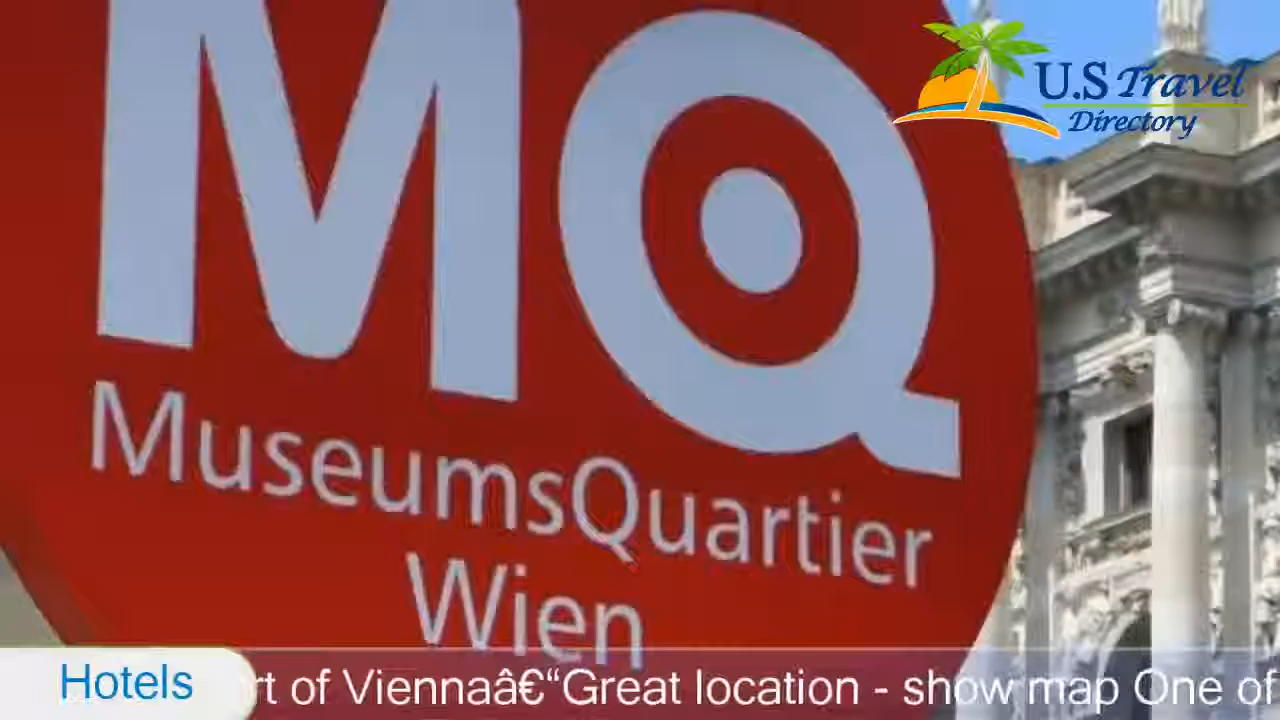 MQ
MuseumsQuartier
Wien
U.S Travel
Directory
Hotels
rt of Viennaâ€“Great location - show map One of